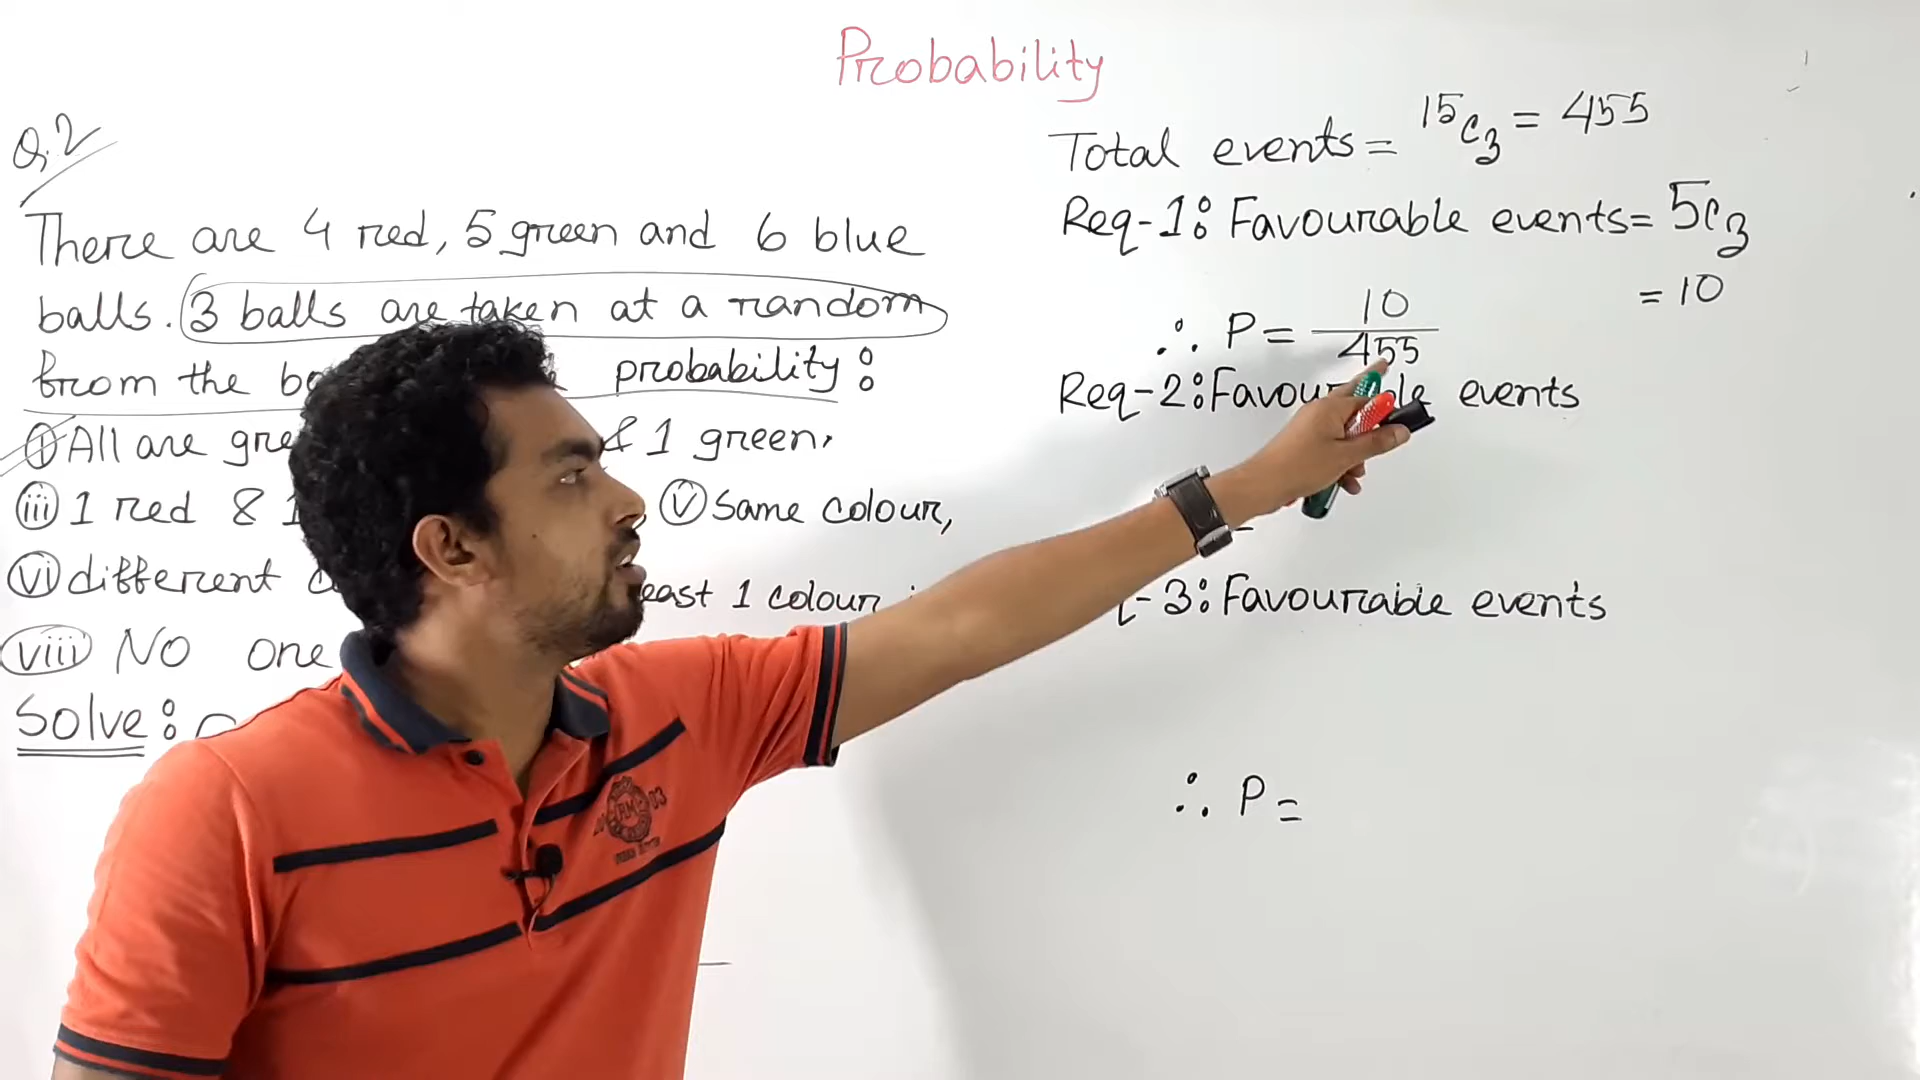 Probability
Q.2
There are 4 red, 5 green and 6 blue
balls. 3 balls are taken at a random
from the probability:
(i) All are & 1 green.
(iii) 1 red & 1 (v) Same colour,
(vi) different 1 colour
(viii) No one
Solve:
Total events = 15c3 = 455
Req-1: Favourable events = 5c3
= 10
∴ P = 10/455
Req-2: Favourable events
-3: Favourable events
∴ P =